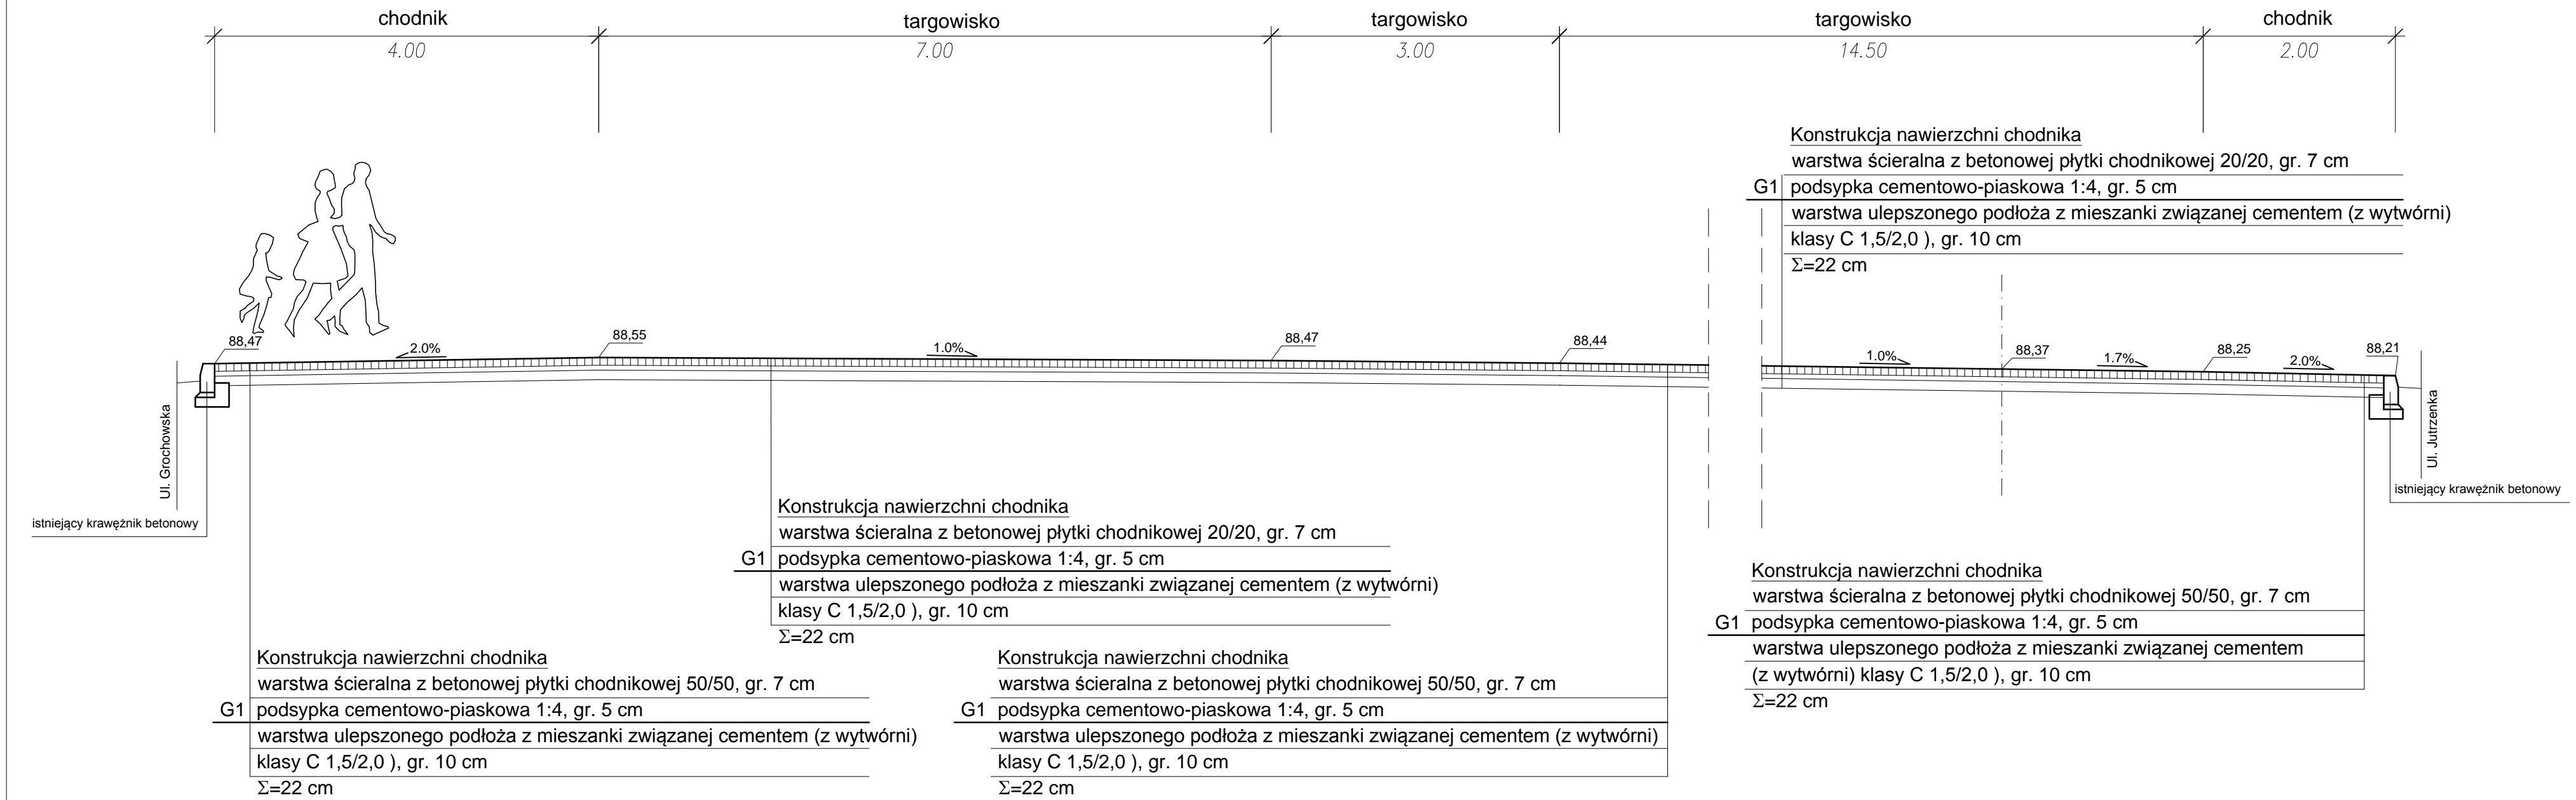 chodnik
targowisko
targowisko
targowisko
chodnik
4.00
7.00
3.00
14.50
2.00
Konstrukcja nawierzchni chodnika
warstwa ścieralna z betonowej płytki chodnikowej 20/20, gr. 7 cm
G1 podsypka cementowo-piaskowa 1:4, gr. 5 cm
warstwa ulepszonego podłoża z mieszanki związanej cementem (z wytwórni)
klasy C 1,5/2,0 ), gr. 10 cm
Σ=22 cm
88,47
2.0%
88,55
1.0%
88,47
88,44
1.0%
88,37
1.7%
88,25
2.0%
88,21
Ul. Grochowska
istniejący krawężnik betonowy
Ul. Jutrzenka
istniejący krawężnik betonowy
Konstrukcja nawierzchni chodnika
warstwa ścieralna z betonowej płytki chodnikowej 20/20, gr. 7 cm
G1 podsypka cementowo-piaskowa 1:4, gr. 5 cm
warstwa ulepszonego podłoża z mieszanki związanej cementem (z wytwórni)
klasy C 1,5/2,0 ), gr. 10 cm
Σ=22 cm
Konstrukcja nawierzchni chodnika
warstwa ścieralna z betonowej płytki chodnikowej 50/50, gr. 7 cm
G1 podsypka cementowo-piaskowa 1:4, gr. 5 cm
warstwa ulepszonego podłoża z mieszanki związanej cementem
(z wytwórni) klasy C 1,5/2,0 ), gr. 10 cm
Σ=22 cm
Konstrukcja nawierzchni chodnika
warstwa ścieralna z betonowej płytki chodnikowej 50/50, gr. 7 cm
G1 podsypka cementowo-piaskowa 1:4, gr. 5 cm
warstwa ulepszonego podłoża z mieszanki związanej cementem (z wytwórni)
klasy C 1,5/2,0 ), gr. 10 cm
Σ=22 cm
Konstrukcja nawierzchni chodnika
warstwa ścieralna z betonowej płytki chodnikowej 50/50, gr. 7 cm
G1 podsypka cementowo-piaskowa 1:4, gr. 5 cm
warstwa ulepszonego podłoża z mieszanki związanej cementem (z wytwórni)
klasy C 1,5/2,0 ), gr. 10 cm
Σ=22 cm